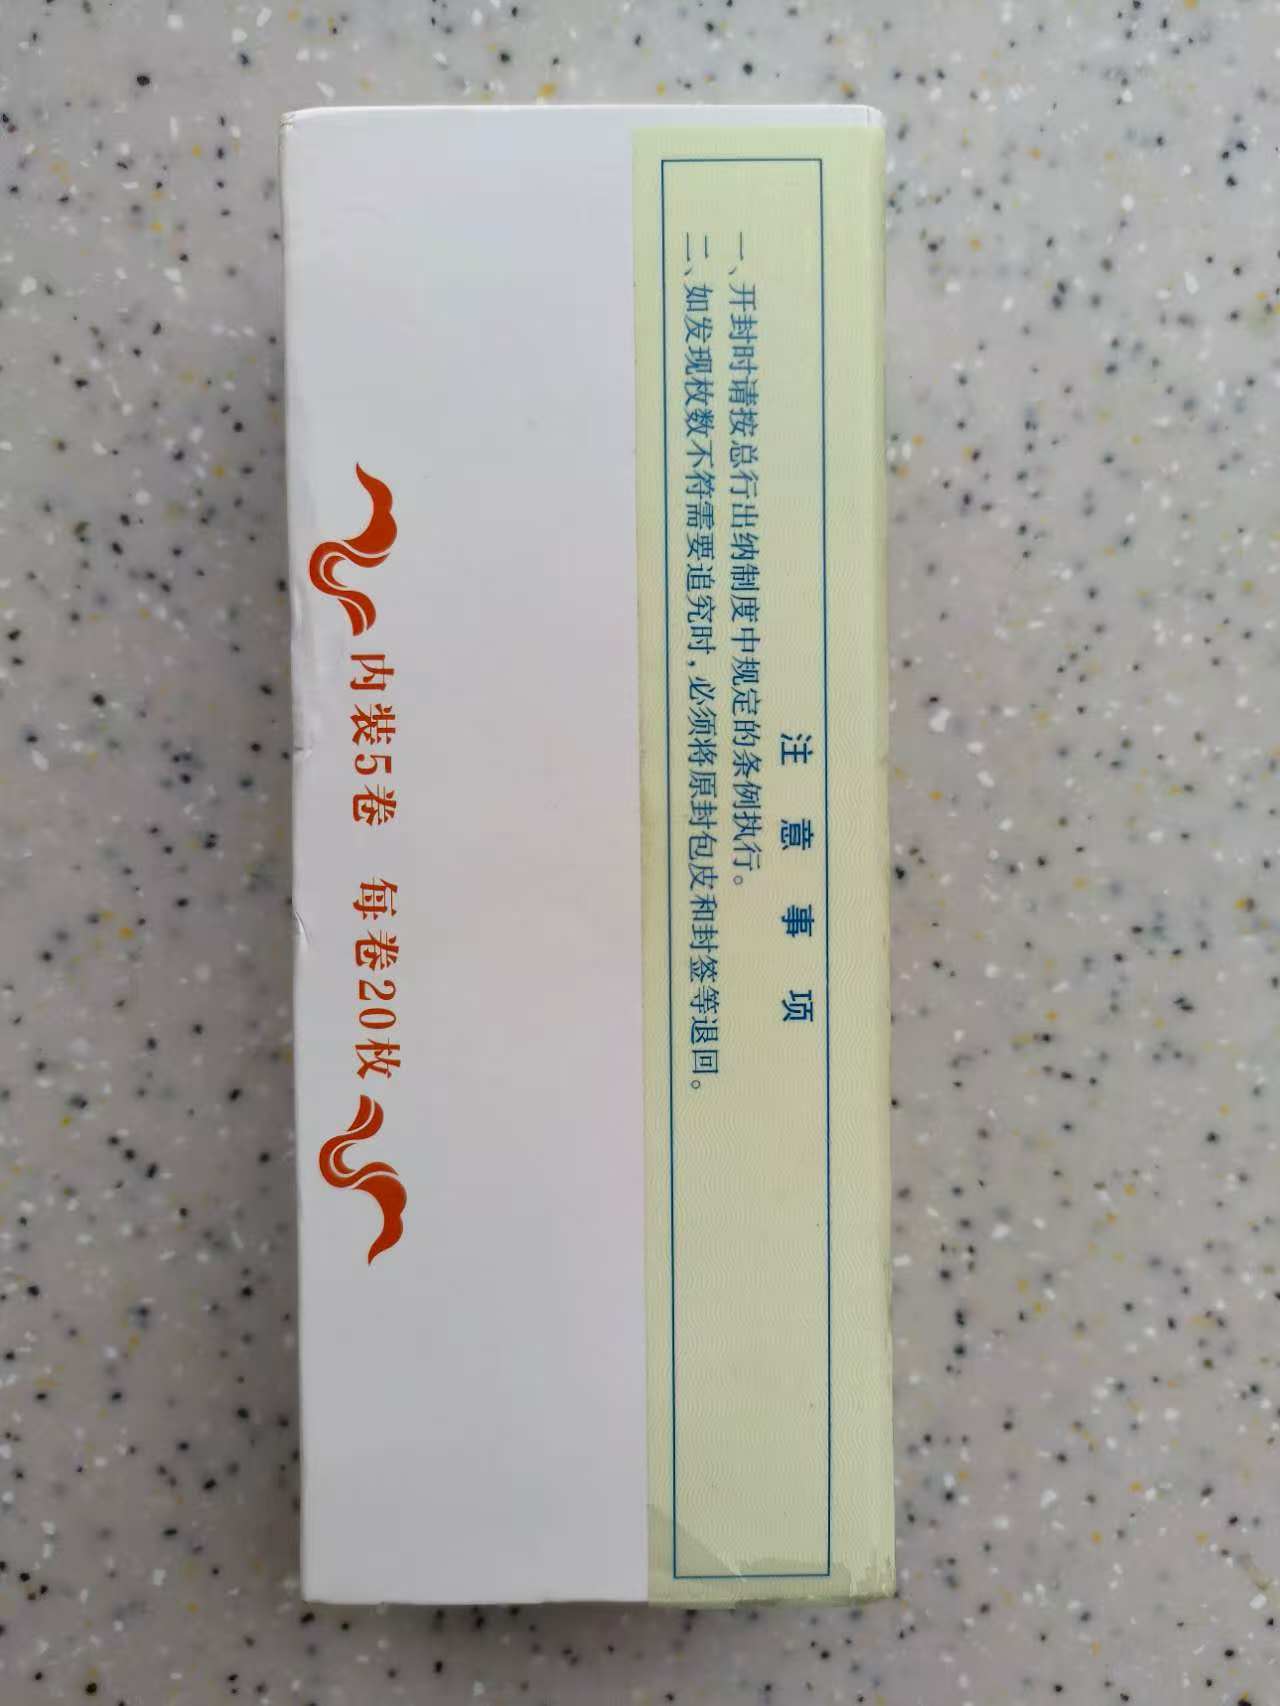 注意事项
一、开封时请按总行出纳制度中规定的条例执行。
二、如发现枚数不符需要追究时,必须将原封包皮和封签等退回。
内装5卷 每卷20枚